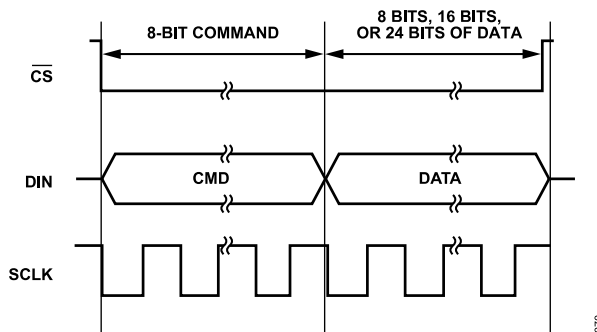 8-BIT COMMAND
8 BITS, 16 BITS,
OR 24 BITS OF DATA
CS
DIN
CMD
DATA
SCLK